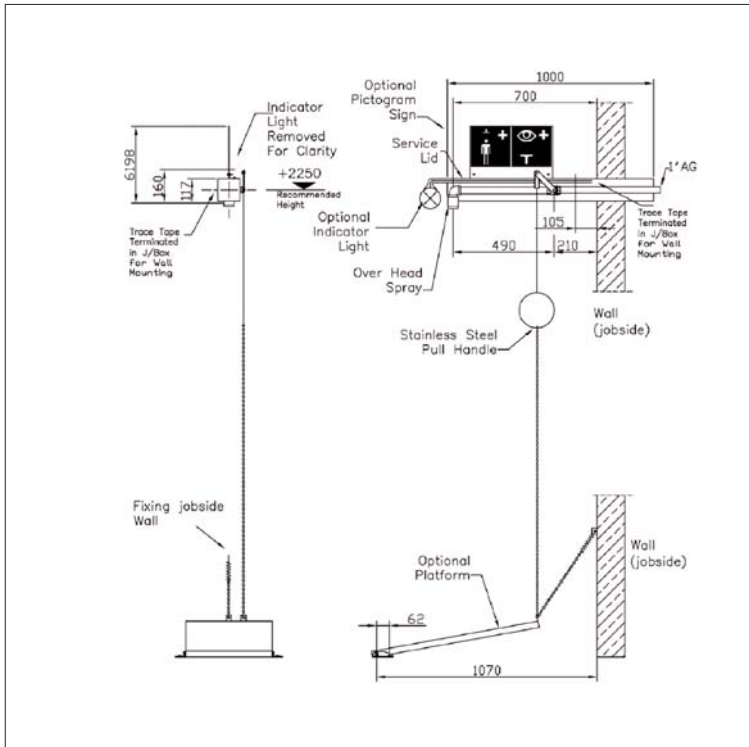 Indicator
Light
Removed
For Clarity
6198
160
117
+2250
Recommended
Height
Trace Tape
Terminated
in J/Box
For Wall
Mounting
Fixing jobside
Wall
Optional
Pictogram
Sign
1000
700
Service
Lid
1"AG
Optional
Indicator
Light
105
Trace Tape
Terminated
in J/Box
For Wall
Mounting
490
210
Over Head
Spray
Wall
(jobside)
Stainless Steel
Pull Handle
Optional
Platform
Wall
(jobside)
62
1070